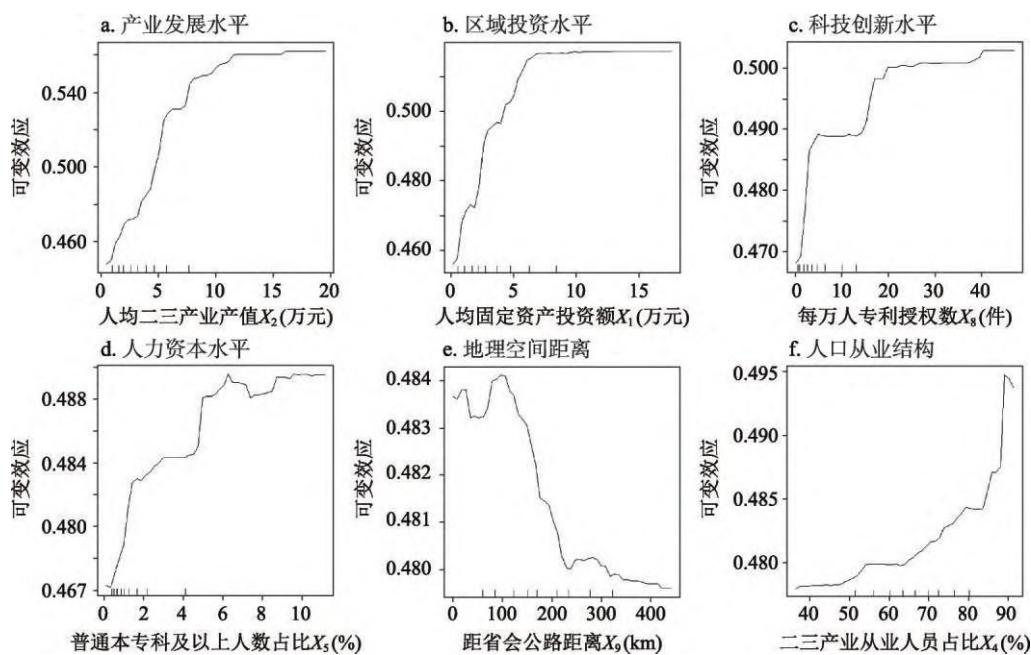 a. 产业发展水平
可变效应
0.540
0.500
0.460
0 5 10 15 20
人均二三产业产值X₂(万元)
b. 区域投资水平
可变效应
0.500
0.480
0.460
0 5 10 15
人均固定资产投资额X₁(万元)
c. 科技创新水平
可变效应
0.500
0.490
0.480
0.470
0 10 20 30 40
每万人专利授权数X₈(件)
d. 人力资本水平
可变效应
0.488
0.484
0.480
0.467
0 2 4 6 8 10
普通本专科及以上人数占比X₅(%)
e. 地理空间距离
可变效应
0.484
0.483
0.482
0.481
0.480
0 100 200 300 400
距省会公路距离X₉(km)
f. 人口从业结构
可变效应
0.495
0.490
0.485
0.480
40 50 60 70 80 90
二三产业从业人员占比X₄(%)